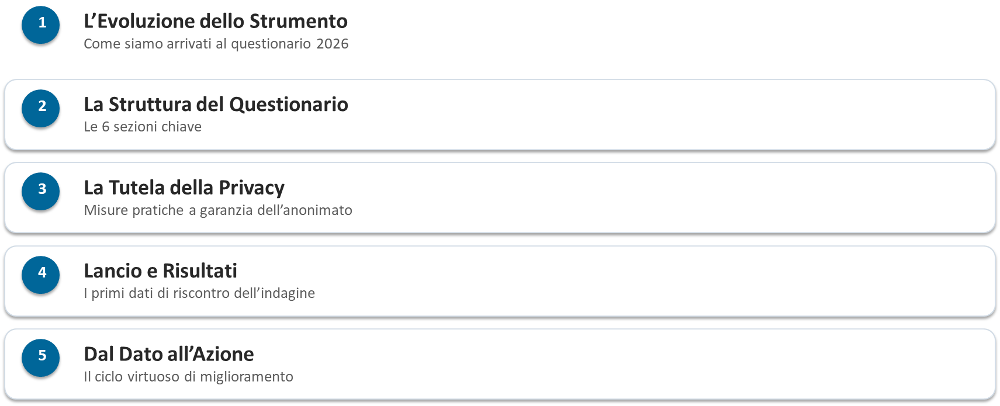 1
L’Evoluzione dello Strumento
Come siamo arrivati al questionario 2026
2
La Struttura del Questionario
Le 6 sezioni chiave
3
La Tutela della Privacy
Misure pratiche a garanzia dell’anonimato
4
Lancio e Risultati
I primi dati di riscontro dell’indagine
5
Dal Dato all’Azione
Il ciclo virtuoso di miglioramento